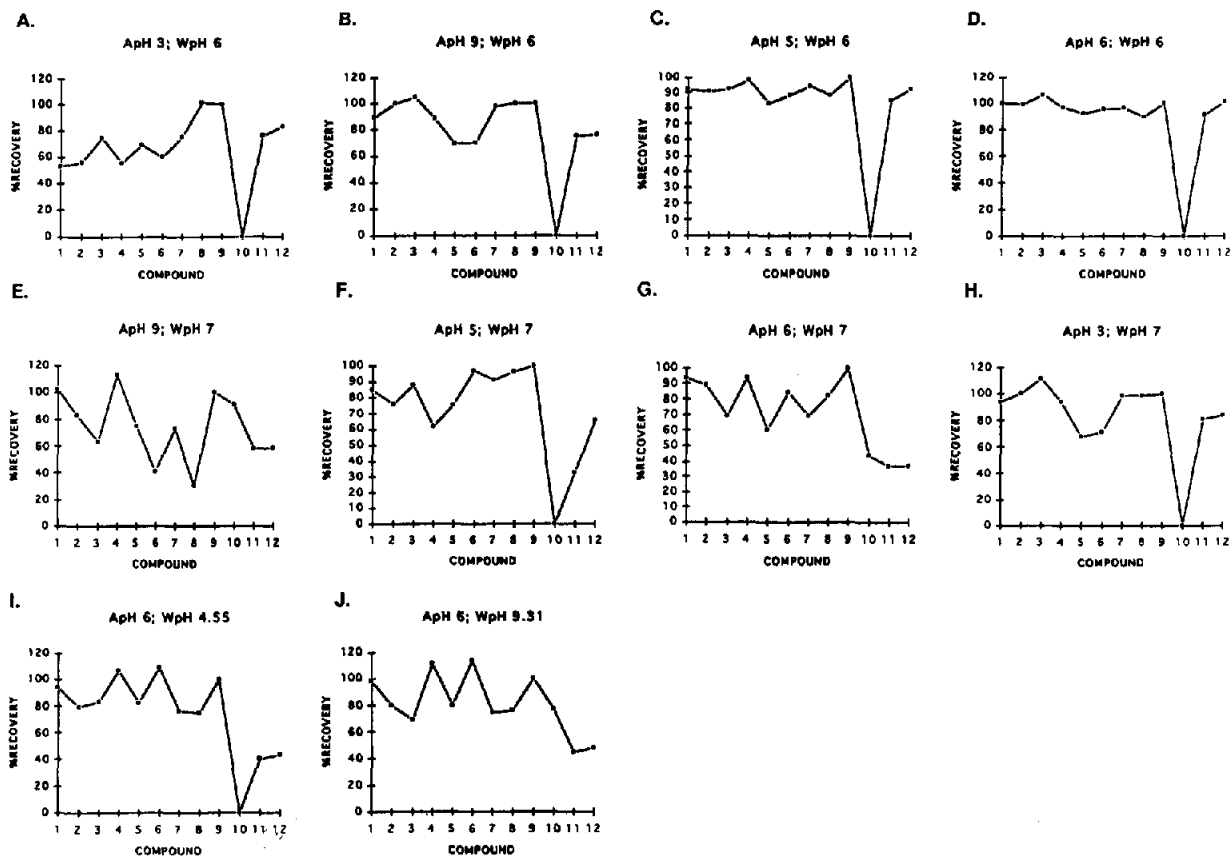 A.
ApH 3; WpH 6
%RECOVERY
120
100
80
60
40
20
0
1 2 3 4 5 6 7 8 9 10 11 12
COMPOUND
B.
ApH 9; WpH 6
%RECOVERY
120
100
80
60
40
20
0
1 2 3 4 5 6 7 8 9 10 11 12
COMPOUND
C.
ApH 5; WpH 6
%RECOVERY
100
90
80
70
60
50
40
30
20
10
0
1 2 3 4 5 6 7 8 9 10 11 12
COMPOUND
D.
ApH 6; WpH 6
%RECOVERY
120
100
80
60
40
20
0
1 2 3 4 5 6 7 8 9 10 11 12
COMPOUND
E.
ApH 9; WpH 7
%RECOVERY
120
100
80
60
40
20
0
1 2 3 4 5 6 7 8 9 10 11 12
COMPOUND
F.
ApH 5; WpH 7
%RECOVERY
100
90
80
70
60
50
40
30
20
10
0
1 2 3 4 5 6 7 8 9 10 11 12
COMPOUND
G.
ApH 6; WpH 7
%RECOVERY
100
90
80
70
60
50
40
30
20
10
0
1 2 3 4 5 6 7 8 9 10 11 12
COMPOUND
H.
ApH 3; WpH 7
%RECOVERY
120
100
80
60
40
20
0
1 2 3 4 5 6 7 8 9 10 11 12
COMPOUND
I.
ApH 6; WpH 4.55
%RECOVERY
120
100
80
60
40
20
0
1 2 3 4 5 6 7 8 9 10 11 12
COMPOUND
J.
ApH 6; WpH 9.31
%RECOVERY
120
100
80
60
40
20
0
1 2 3 4 5 6 7 8 9 10 11 12
COMPOUND